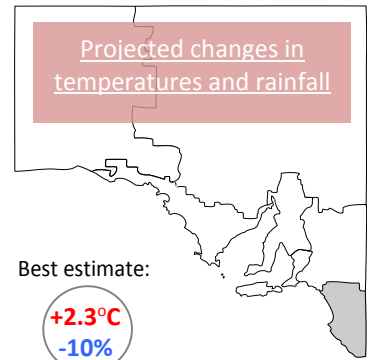 Projected changes in
temperatures and rainfall
Best estimate:
+2.3°C
-10%